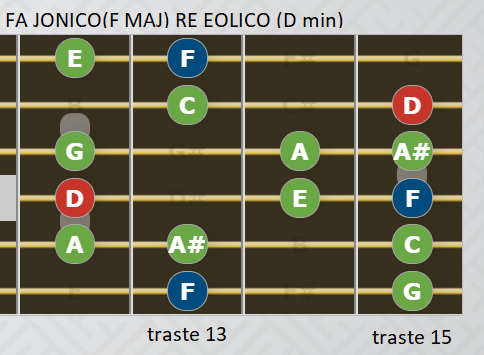 FA JONICO(F MAJ) RE EOLICO (D min)
E F
C D
G A A#
D E F
A A# C
F G
traste 13 traste 15